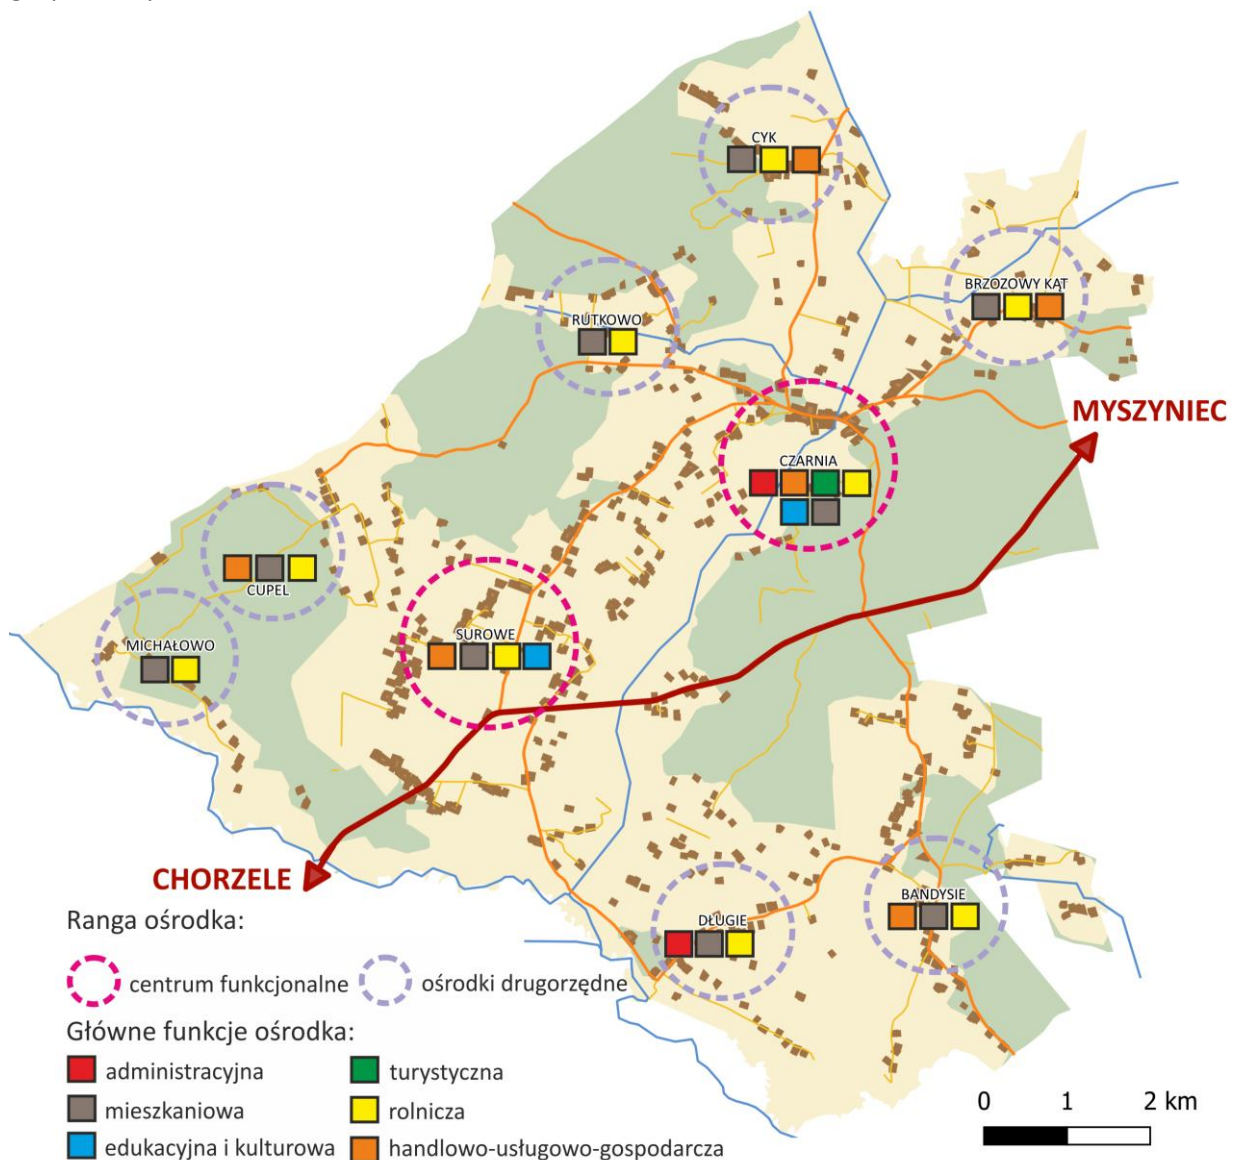 CYK
BRZOZOWY KĄT
RUTKOWO
MYSZYNIEC
CZARNIA
CUPEL
SUROWE
MICHAŁOWO
CHORZELE
BANDYSIE
DŁUGIE
Ranga ośrodka:
centrum funkcjonalne ośrodki drugorzędne
Główne funkcje ośrodka:
administracyjna turystyczna
mieszkaniowa rolnicza
edukacyjna i kulturowa handlowo-usługowo-gospodarcza
0 1 2 km